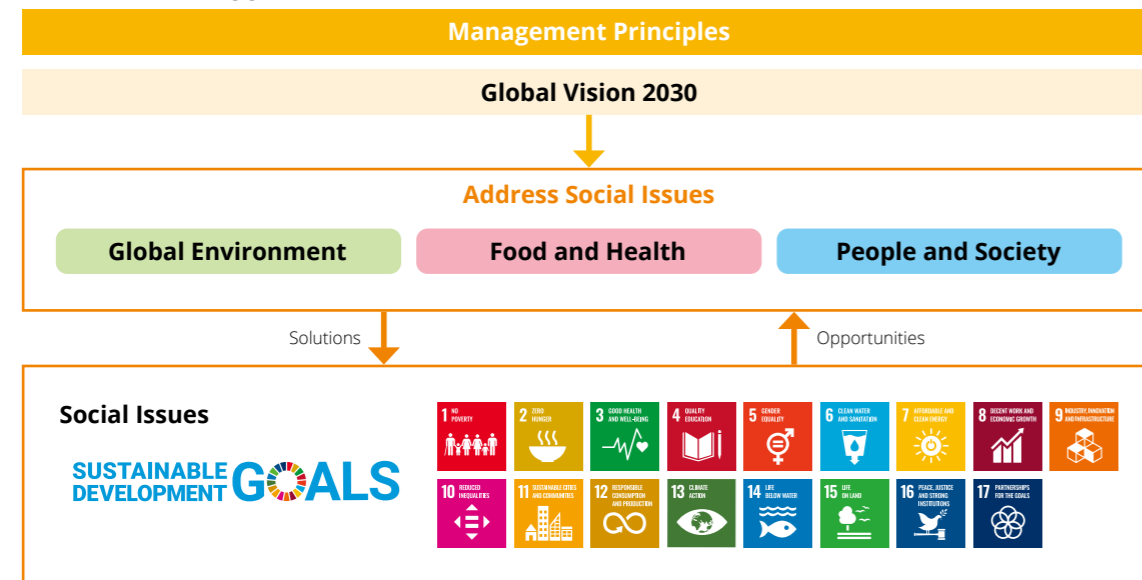 Management Principles
Global Vision 2030
Address Social Issues
Global Environment
Food and Health
People and Society
Solutions
Opportunities
Social Issues
SUSTAINABLE
DEVELOPMENT
GOALS
1 NO
POVERTY
2 ZERO
HUNGER
3 GOOD HEALTH
AND WELL-BEING
4 QUALITY
EDUCATION
5 GENDER
EQUALITY
6 CLEAN WATER
AND SANITATION
7 AFFORDABLE AND
CLEAN ENERGY
8 DECENT WORK AND
ECONOMIC GROWTH
9 INDUSTRY, INNOVATION
AND INFRASTRUCTURE
10 REDUCED
INEQUALITIES
11 SUSTAINABLE CITIES
AND COMMUNITIES
12 RESPONSIBLE
CONSUMPTION
AND PRODUCTION
13 CLIMATE
ACTION
14 LIFE
BELOW WATER
15 LIFE
ON LAND
16 PEACE, JUSTICE
AND STRONG
INSTITUTIONS
17 PARTNERSHIPS
FOR THE GOALS